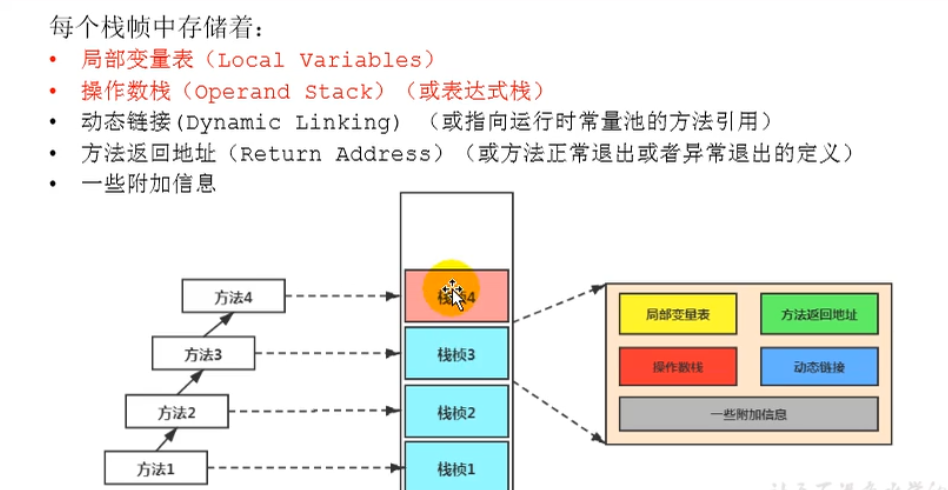 每个栈帧中存储着：
• 局部变量表（Local Variables）
• 操作数栈（Operand Stack）（或表达式栈）
• 动态链接(Dynamic Linking) （或指向运行时常量池的方法引用）
• 方法返回地址（Return Address）（或方法正常退出或者异常退出的定义）
• 一些附加信息
方法4
栈桢4
局部变量表
方法返回地址
方法3
栈桢3
操作数栈
动态链接
方法2
栈桢2
一些附加信息
方法1
栈桢1